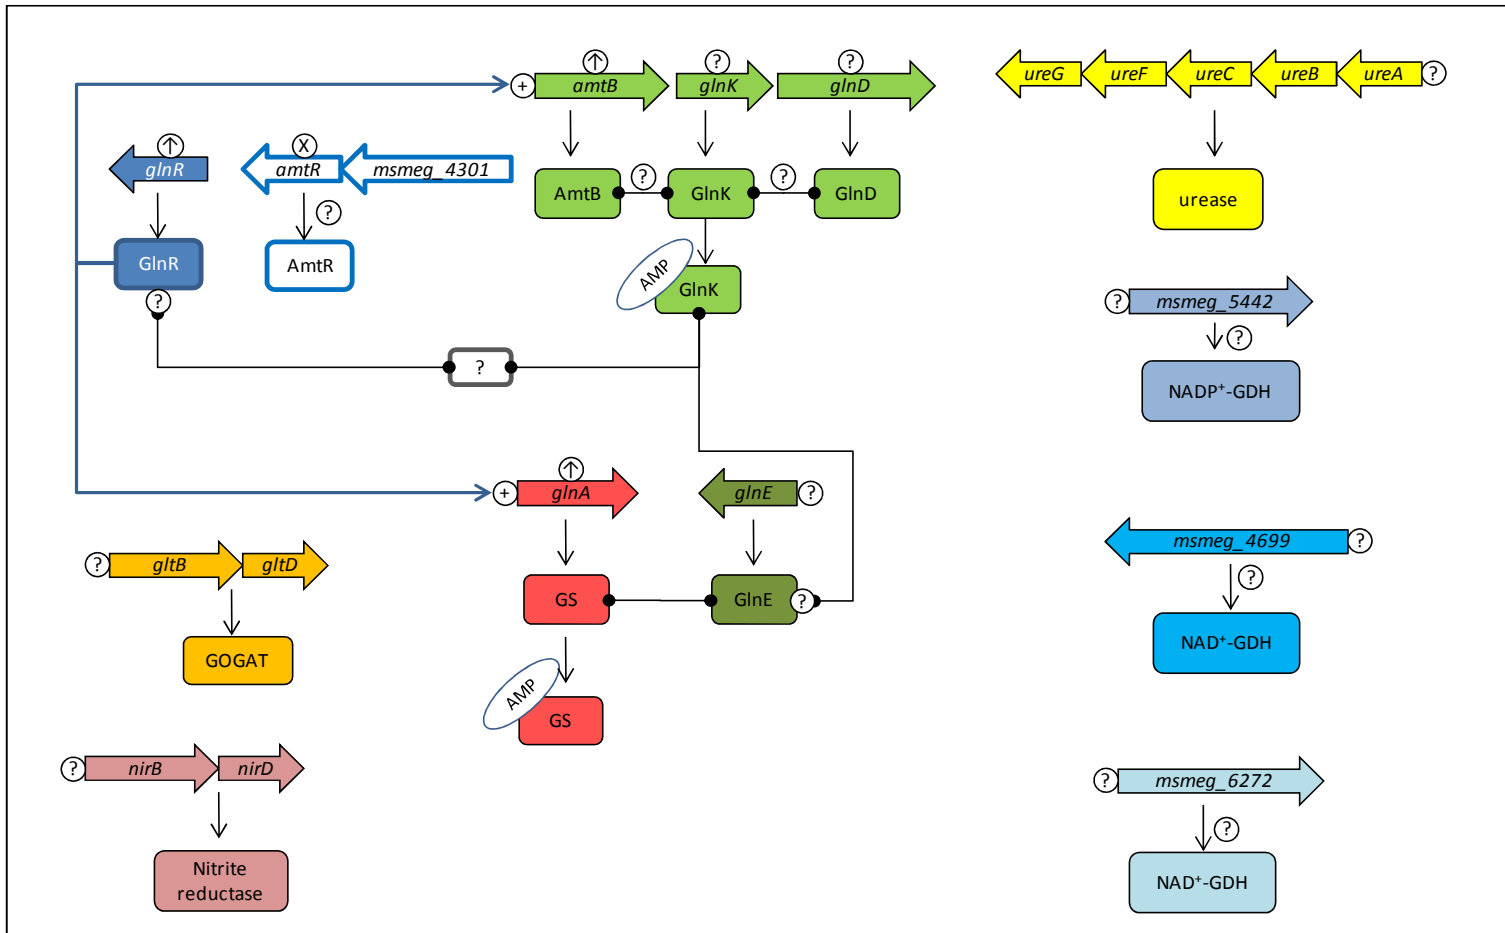 ↑ ? ?
+ amtB glnK glnD
ureG ureF ureC ureB ureA ?
↑ X
glnR amtR msmeg_4301
? ?
AmtB GlnK GlnD
urease
?
GlnR AmtR
AMP
GlnK
?
? msmeg_5442
?
?
NADP⁺-GDH
↑
+ glnA glnE ?
? gltB gltD
msmeg_4699 ?
?
GS GlnE ?
GOGAT
NAD⁺-GDH
AMP
GS
? nirB nirD
? msmeg_6272
?
Nitrite
reductase
NAD⁺-GDH